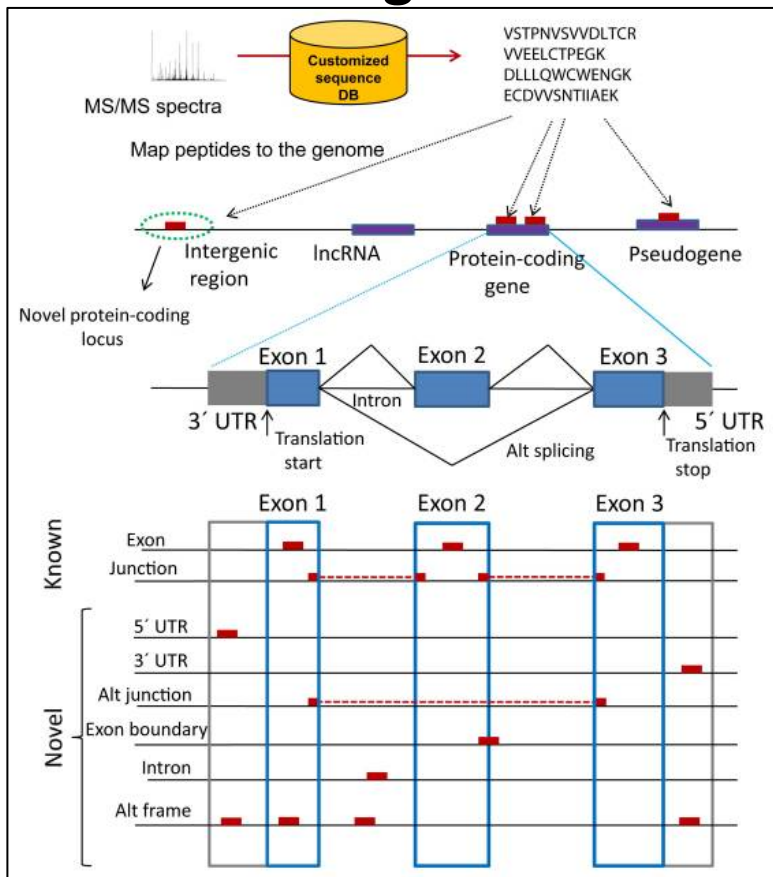 Customized
sequence
DB
VSTPNVSVVDLTCR
VVEELCTPEGK
DLLLQWCWENGK
ECDVVSNTIIAEK
MS/MS spectra
Map peptides to the genome
Intergenic
region
lncRNA
Protein-coding
gene
Pseudogene
Novel protein-coding
locus
Exon 1
Exon 2
Exon 3
Intron
3´ UTR
5´ UTR
Translation
start
Alt splicing
Translation
stop
Exon 1
Exon 2
Exon 3
Known
Exon
Junction
Novel
5´ UTR
3´ UTR
Alt junction
Exon boundary
Intron
Alt frame